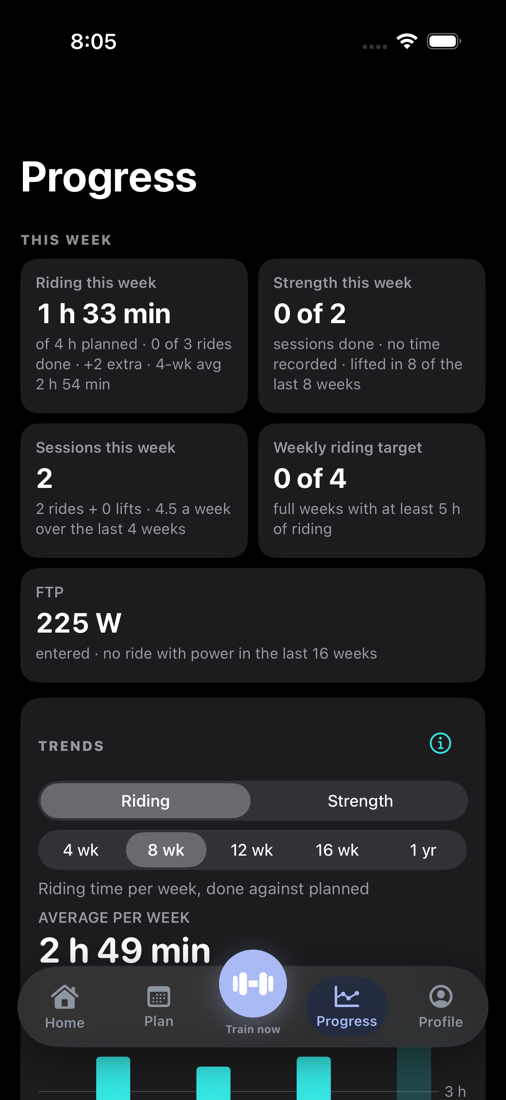 8:05
Progress
THIS WEEK
Riding this week
1 h 33 min
of 4 h planned · 0 of 3 rides
done · +2 extra · 4-wk avg
2 h 54 min
Strength this week
0 of 2
sessions done · no time
recorded · lifted in 8 of the
last 8 weeks
Sessions this week
2
2 rides + 0 lifts · 4.5 a week
over the last 4 weeks
Weekly riding target
0 of 4
full weeks with at least 5 h
of riding
FTP
225 W
entered · no ride with power in the last 16 weeks
TRENDS
Riding
Strength
4 wk
8 wk
12 wk
16 wk
1 yr
Riding time per week, done against planned
AVERAGE PER WEEK
2 h 49 min
Home
Plan
Train now
Progress
Profile
3 h